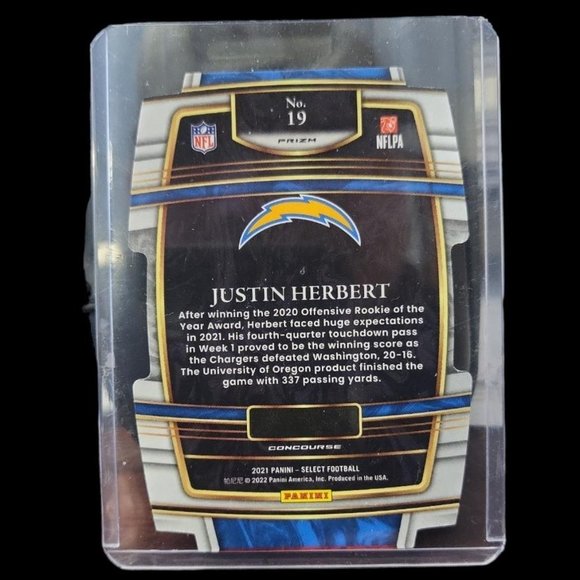 No.
19
PRIZM
NFL
NFLPA
JUSTIN HERBERT
After winning the 2020 Offensive Rookie of the
Year Award, Herbert faced huge expectations
in 2021. His fourth-quarter touchdown pass
in Week 1 proved to be the winning score as
the Chargers defeated Washington, 20-16.
The University of Oregon product finished the
game with 337 passing yards.
CONCOURSE
2021 PANINI - SELECT FOOTBALL
帕尼尼 © 2022 Panini America, Inc. Produced in the USA.
PANINI